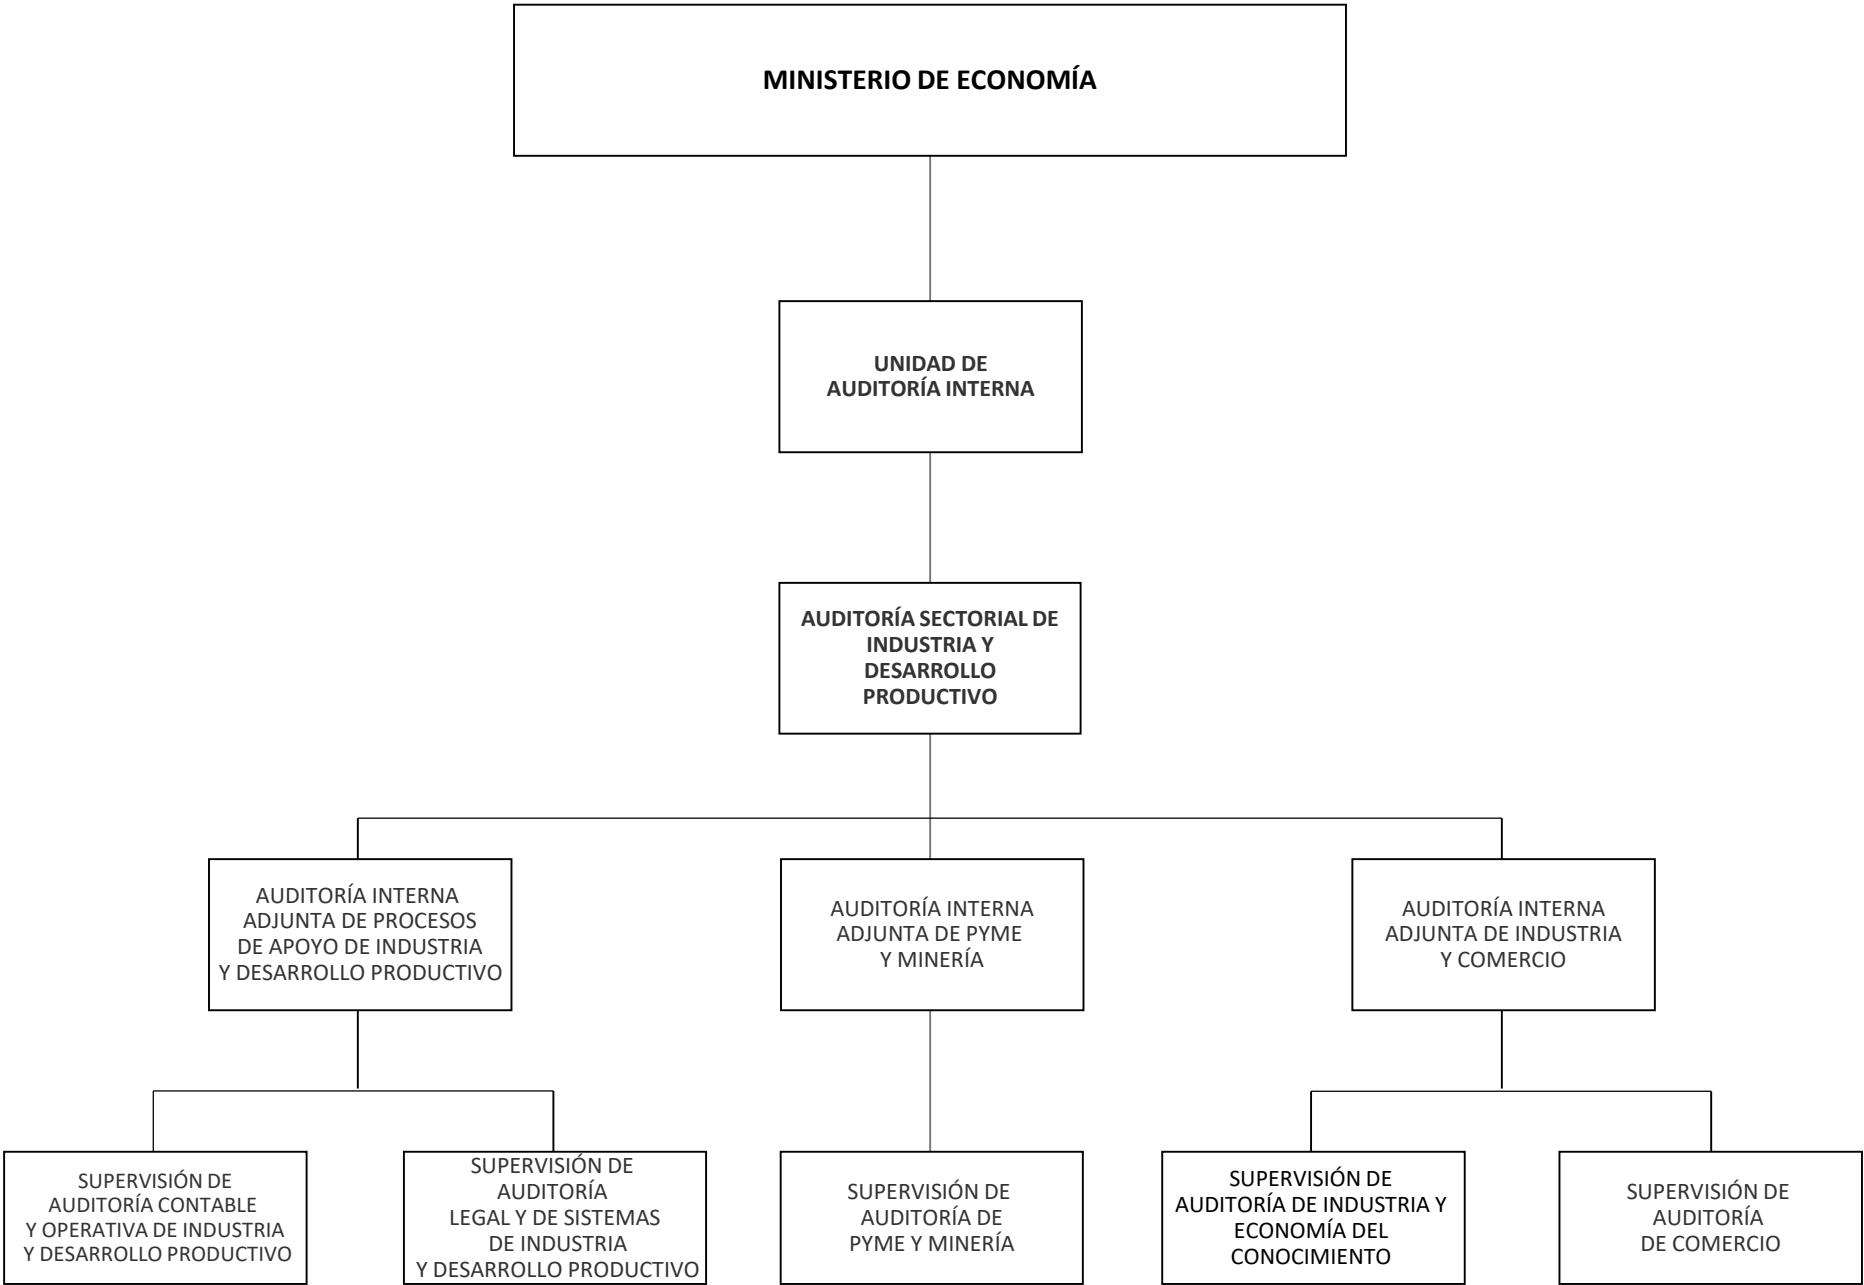 MINISTERIO DE ECONOMÍA
UNIDAD DE
AUDITORÍA INTERNA
AUDITORÍA SECTORIAL DE
INDUSTRIA Y
DESARROLLO
PRODUCTIVO
AUDITORÍA INTERNA
ADJUNTA DE PROCESOS
DE APOYO DE INDUSTRIA
Y DESARROLLO PRODUCTIVO
AUDITORÍA INTERNA
ADJUNTA DE PYME
Y MINERÍA
AUDITORÍA INTERNA
ADJUNTA DE INDUSTRIA
Y COMERCIO
SUPERVISIÓN DE
AUDITORÍA CONTABLE
Y OPERATIVA DE INDUSTRIA
Y DESARROLLO PRODUCTIVO
SUPERVISIÓN DE
AUDITORÍA
LEGAL Y DE SISTEMAS
DE INDUSTRIA
Y DESARROLLO PRODUCTIVO
SUPERVISIÓN DE
AUDITORÍA DE
PYME Y MINERÍA
SUPERVISIÓN DE
AUDITORÍA DE INDUSTRIA Y
ECONOMÍA DEL
CONOCIMIENTO
SUPERVISIÓN DE
AUDITORÍA
DE COMERCIO